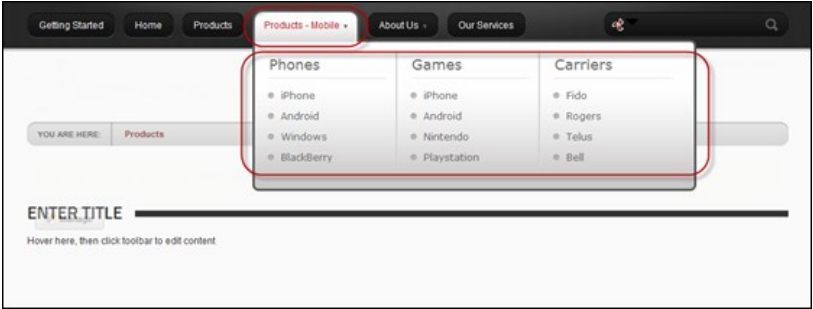 Getting Started Home Products Products - Mobile About Us Our Services
Phones Games Carriers
iPhone iPhone Fido
Android Android Rogers
Windows Nintendo Telus
BlackBerry Playstation Bell
YOU ARE HERE: Products
ENTER TITLE
Manage
Hover here, then click toolbar to edit content